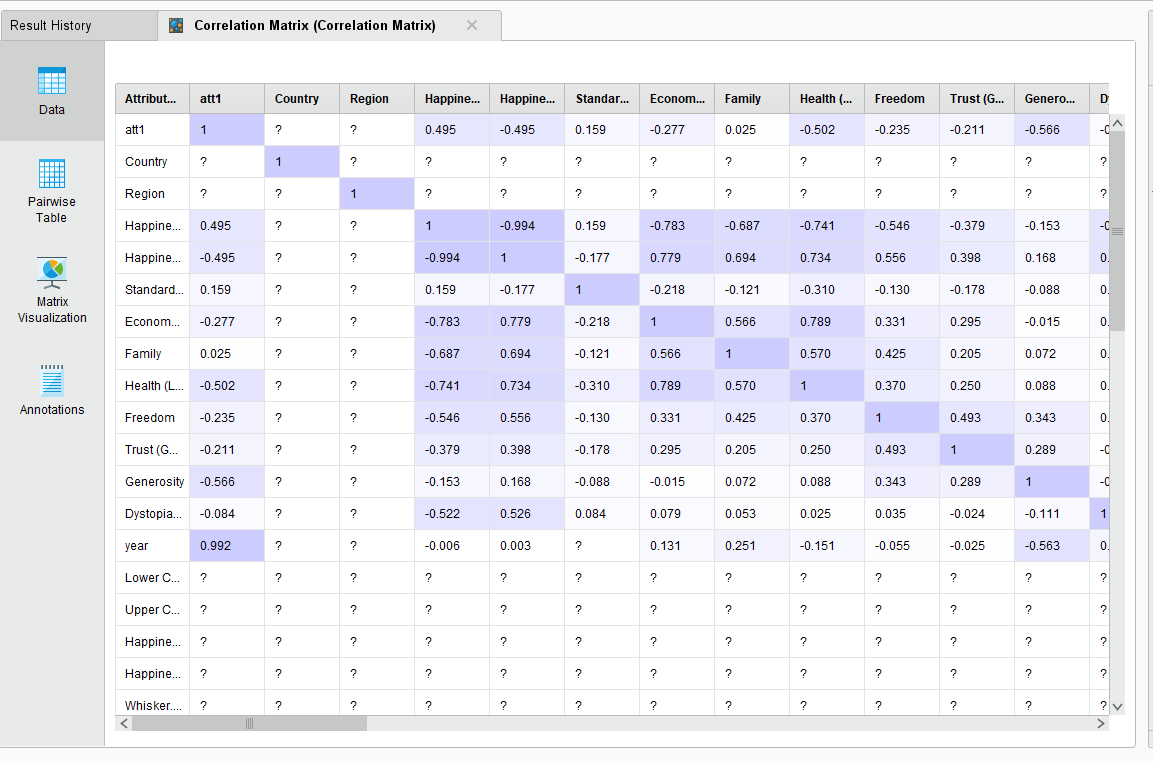 Result History
Correlation Matrix (Correlation Matrix)
Data
Pairwise
Table
Matrix
Visualization
Annotations
Attribut... att1 Country Region Happine... Happine... Standar... Econom... Family Health (... Freedom Trust (G... Genero...
att1 1 ? ? 0.495 -0.495 0.159 -0.277 0.025 -0.502 -0.235 -0.211 -0.566
Country ? 1 ? ? ? ? ? ? ? ? ? ? ?
Region ? ? 1 ? ? ? ? ? ? ? ? ? ?
Happine... 0.495 ? ? 1 -0.994 0.159 -0.783 -0.687 -0.741 -0.546 -0.379 -0.153
Happine... -0.495 ? ? -0.994 1 -0.177 0.779 0.694 0.734 0.556 0.398 0.168
Standard... 0.159 ? ? 0.159 -0.177 1 -0.218 -0.121 -0.310 -0.130 -0.178 -0.088
Econom... -0.277 ? ? -0.783 0.779 -0.218 1 0.566 0.789 0.331 0.295 -0.015
Family 0.025 ? ? -0.687 0.694 -0.121 0.566 1 0.570 0.425 0.205 0.072
Health (L... -0.502 ? ? -0.741 0.734 -0.310 0.789 0.570 1 0.370 0.250 0.088
Freedom -0.235 ? ? -0.546 0.556 -0.130 0.331 0.425 0.370 1 0.493 0.343
Trust (G... -0.211 ? ? -0.379 0.398 -0.178 0.295 0.205 0.250 0.493 1 0.289
Generosity -0.566 ? ? -0.153 0.168 -0.088 -0.015 0.072 0.088 0.343 0.289 1
Dystopia... -0.084 ? ? -0.522 0.526 0.084 0.079 0.053 0.025 0.035 -0.024 -0.111 1
year 0.992 ? ? -0.006 0.003 ? 0.131 0.251 -0.151 -0.055 -0.025 -0.563
Lower C... ? ? ? ? ? ? ? ? ? ? ? ? ?
Upper C... ? ? ? ? ? ? ? ? ? ? ? ? ?
Happine... ? ? ? ? ? ? ? ? ? ? ? ? ?
Happine... ? ? ? ? ? ? ? ? ? ? ? ? ?
Whisker.... ? ? ? ? ? ? ? ? ? ? ? ? ?